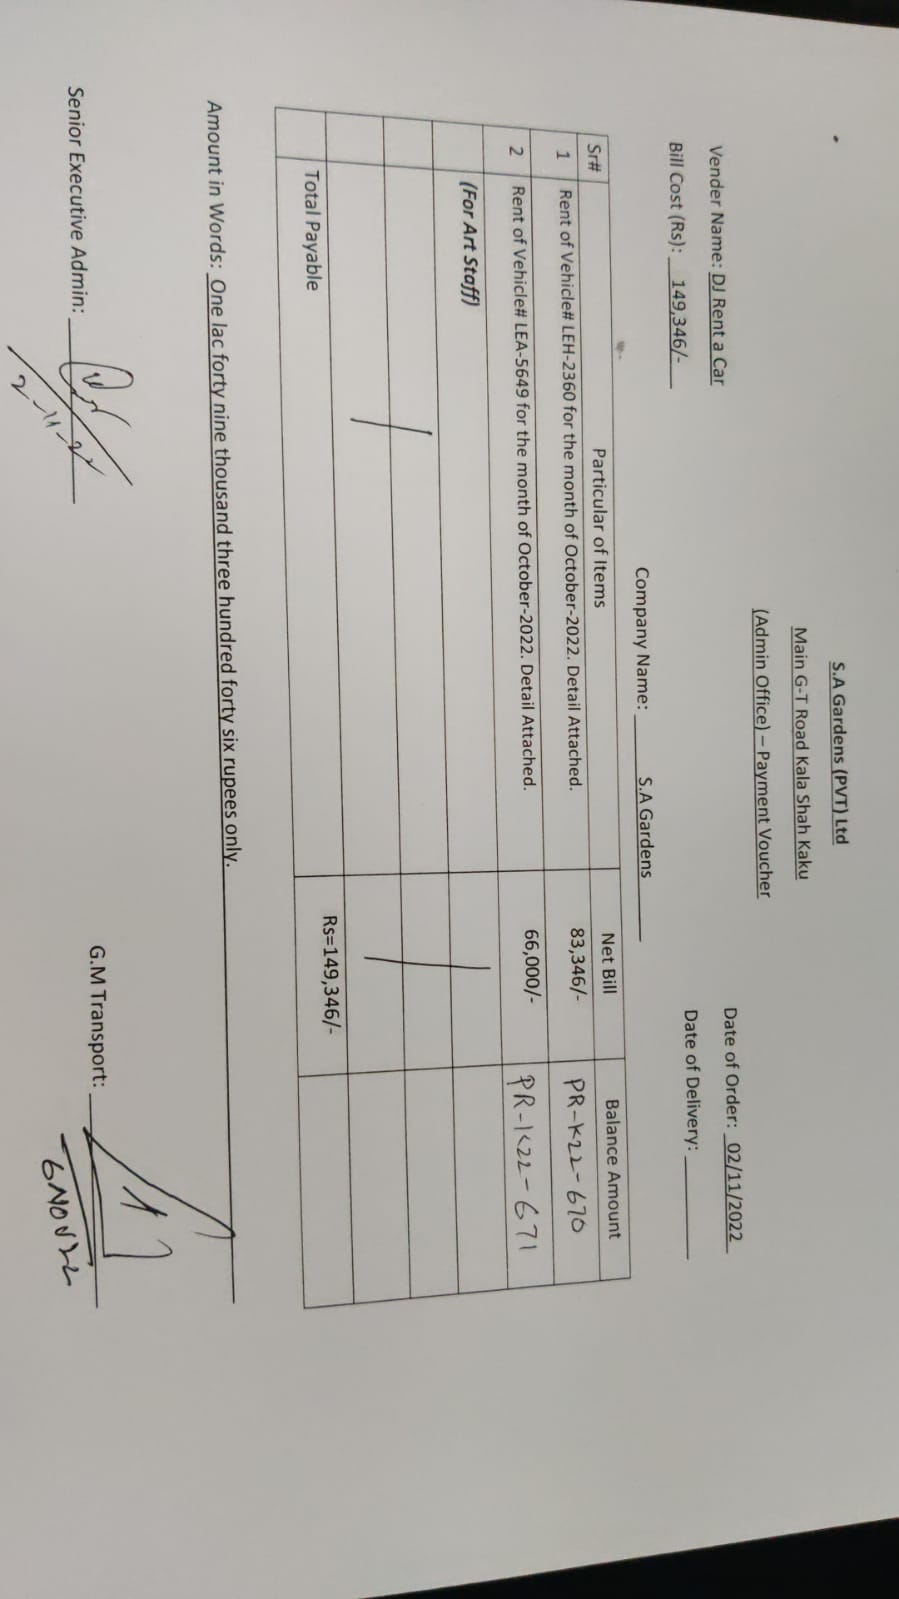 S.A Gardens (PVT) Ltd
Main G-T Road Kala Shah Kaku
(Admin Office) – Payment Voucher
Vender Name: DJ Rent a Car
Date of Order: 02/11/2022
Bill Cost (Rs): 149,346/-
Date of Delivery:
Company Name: S.A Gardens
Sr# Particular of Items Net Bill Balance Amount
1 Rent of Vehicle# LEH-2360 for the month of October-2022. Detail Attached. 83,346/- PR-K22-670
2 Rent of Vehicle# LEA-5649 for the month of October-2022. Detail Attached. 66,000/- PR-K22-671
(For Art Staff)
Total Payable Rs=149,346/-
Amount in Words: One lac forty nine thousand three hundred forty six rupees only.
Senior Executive Admin:
2-11-22
G.M Transport:
6 NOV 22